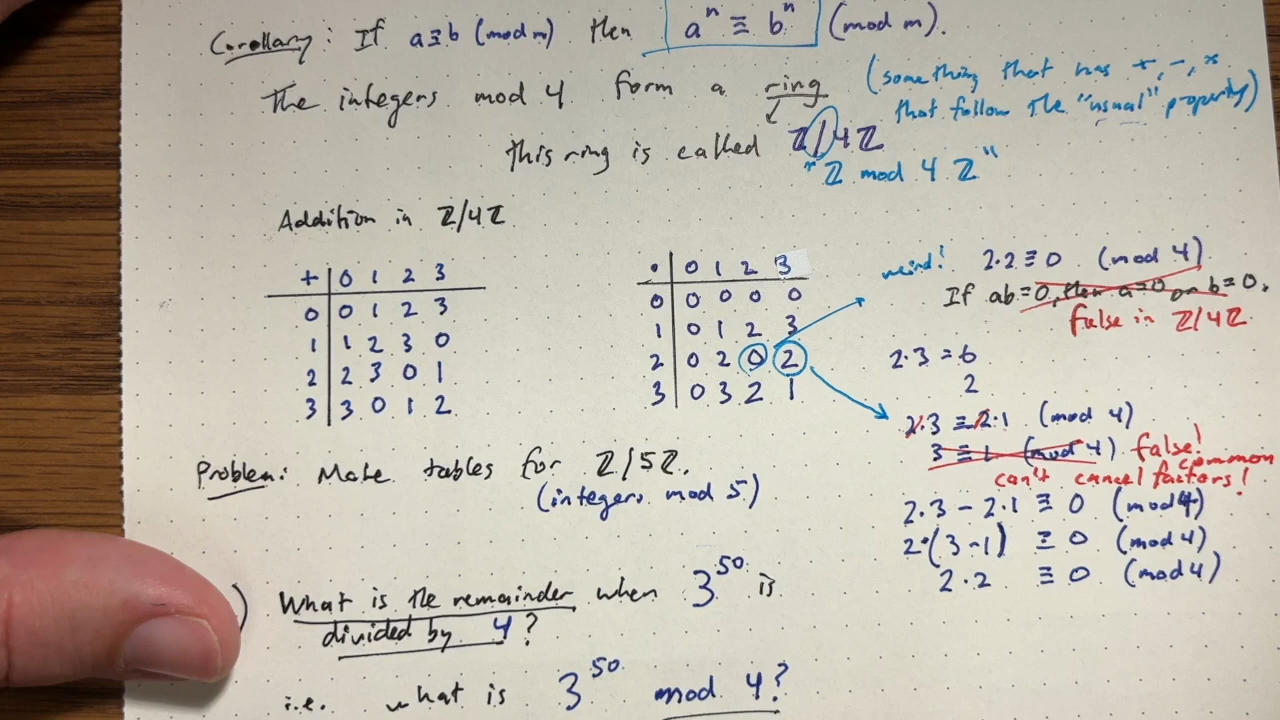 Corollary: If a≡b (mod m) then aⁿ ≡ bⁿ (mod m).
The integers mod 4 form a ring (something that has +, -, ×
that follow the "usual" property)
this ring is called ℤ/4ℤ
"ℤ mod 4 ℤ"
Addition in ℤ/4ℤ
+ 0 1 2 3
0 0 1 2 3
1 1 2 3 0
2 2 3 0 1
3 3 0 1 2
· 0 1 2 3
0 0 0 0 0
1 0 1 2 3
2 0 2 0 2
3 0 3 2 1
weird! 2·2≡0 (mod 4)
If ab=0, then a=0 or b=0.
false in ℤ/4ℤ
2·3 = 6
2
2·3 ≡ 2·1 (mod 4)
3 ≡ 1 (mod 4) false!
can't cancel common factors!
2·3 - 2·1 ≡ 0 (mod 4)
2·(3-1) ≡ 0 (mod 4)
2·2 ≡ 0 (mod 4)
Problem: Make tables for ℤ/5ℤ.
(integers mod 5)
) What is the remainder when 3⁵⁰ is
divided by 4?
i.e. what is 3⁵⁰ mod 4?